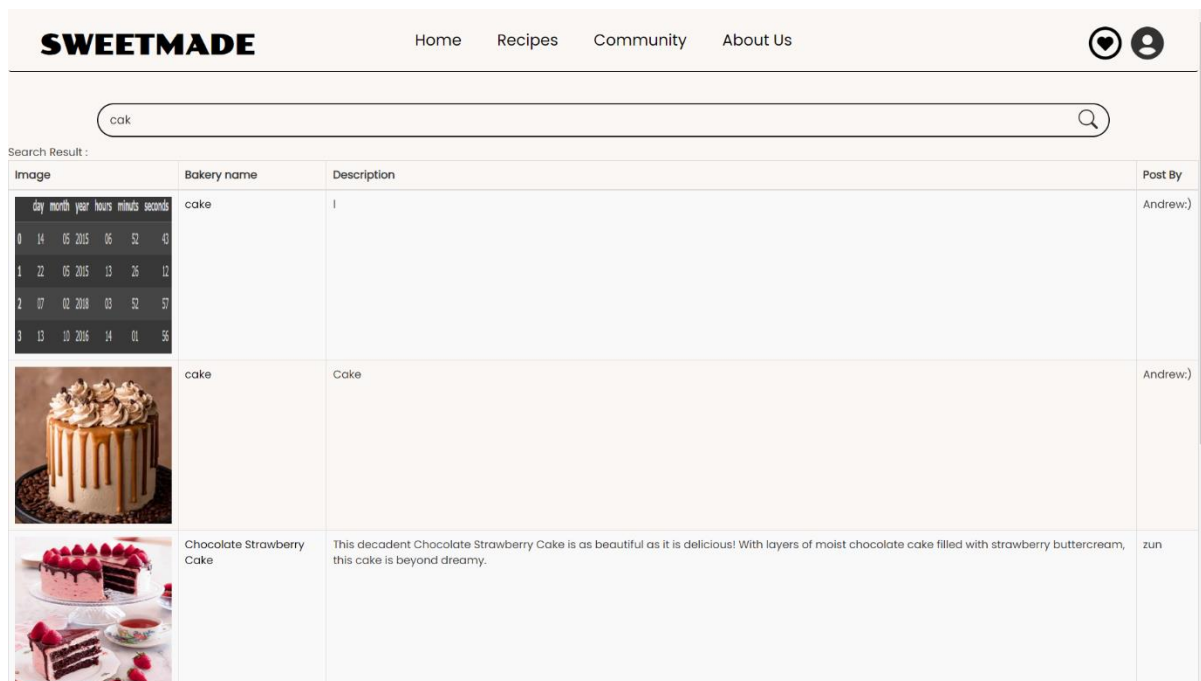 SWEETMADE Home Recipes Community About Us
cak
Search Result :
Image Bakery name Description Post By
day month year hours minuts seconds
0 14 05 2015 06 52 43
1 22 05 2015 13 26 12
2 07 02 2018 03 52 57
3 13 10 2016 14 01 56
cake I Andrew:)
cake Cake Andrew:)
Chocolate Strawberry
Cake
This decadent Chocolate Strawberry Cake is as beautiful as it is delicious! With layers of moist chocolate cake filled with strawberry buttercream,
this cake is beyond dreamy.
zun